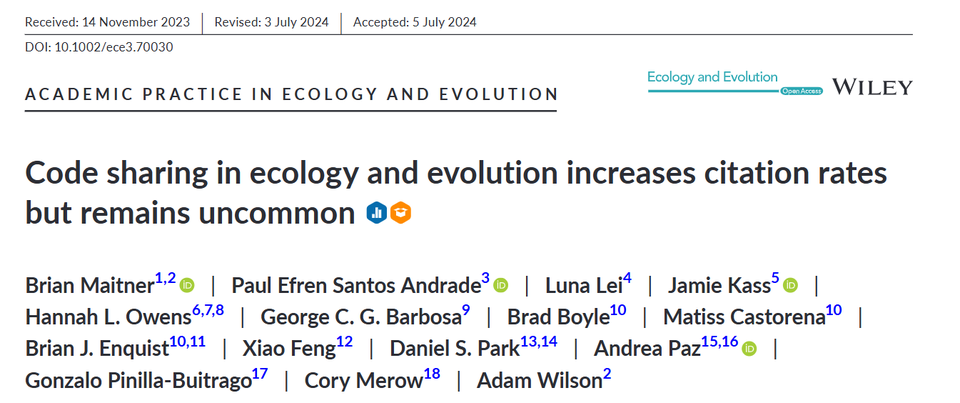 Received: 14 November 2023 | Revised: 3 July 2024 | Accepted: 5 July 2024
DOI: 10.1002/ece3.70030
ACADEMIC PRACTICE IN ECOLOGY AND EVOLUTION
Ecology and Evolution
Open Access
WILEY
Code sharing in ecology and evolution increases citation rates
but remains uncommon
Brian Maitner1,2 iD | Paul Efren Santos Andrade3 iD | Luna Lei4 | Jamie Kass5 iD |
Hannah L. Owens6,7,8 | George C. G. Barbosa9 | Brad Boyle10 | Matiss Castorena10 |
Brian J. Enquist10,11 | Xiao Feng12 | Daniel S. Park13,14 | Andrea Paz15,16 iD |
Gonzalo Pinilla-Buitrago17 | Cory Merow18 | Adam Wilson2